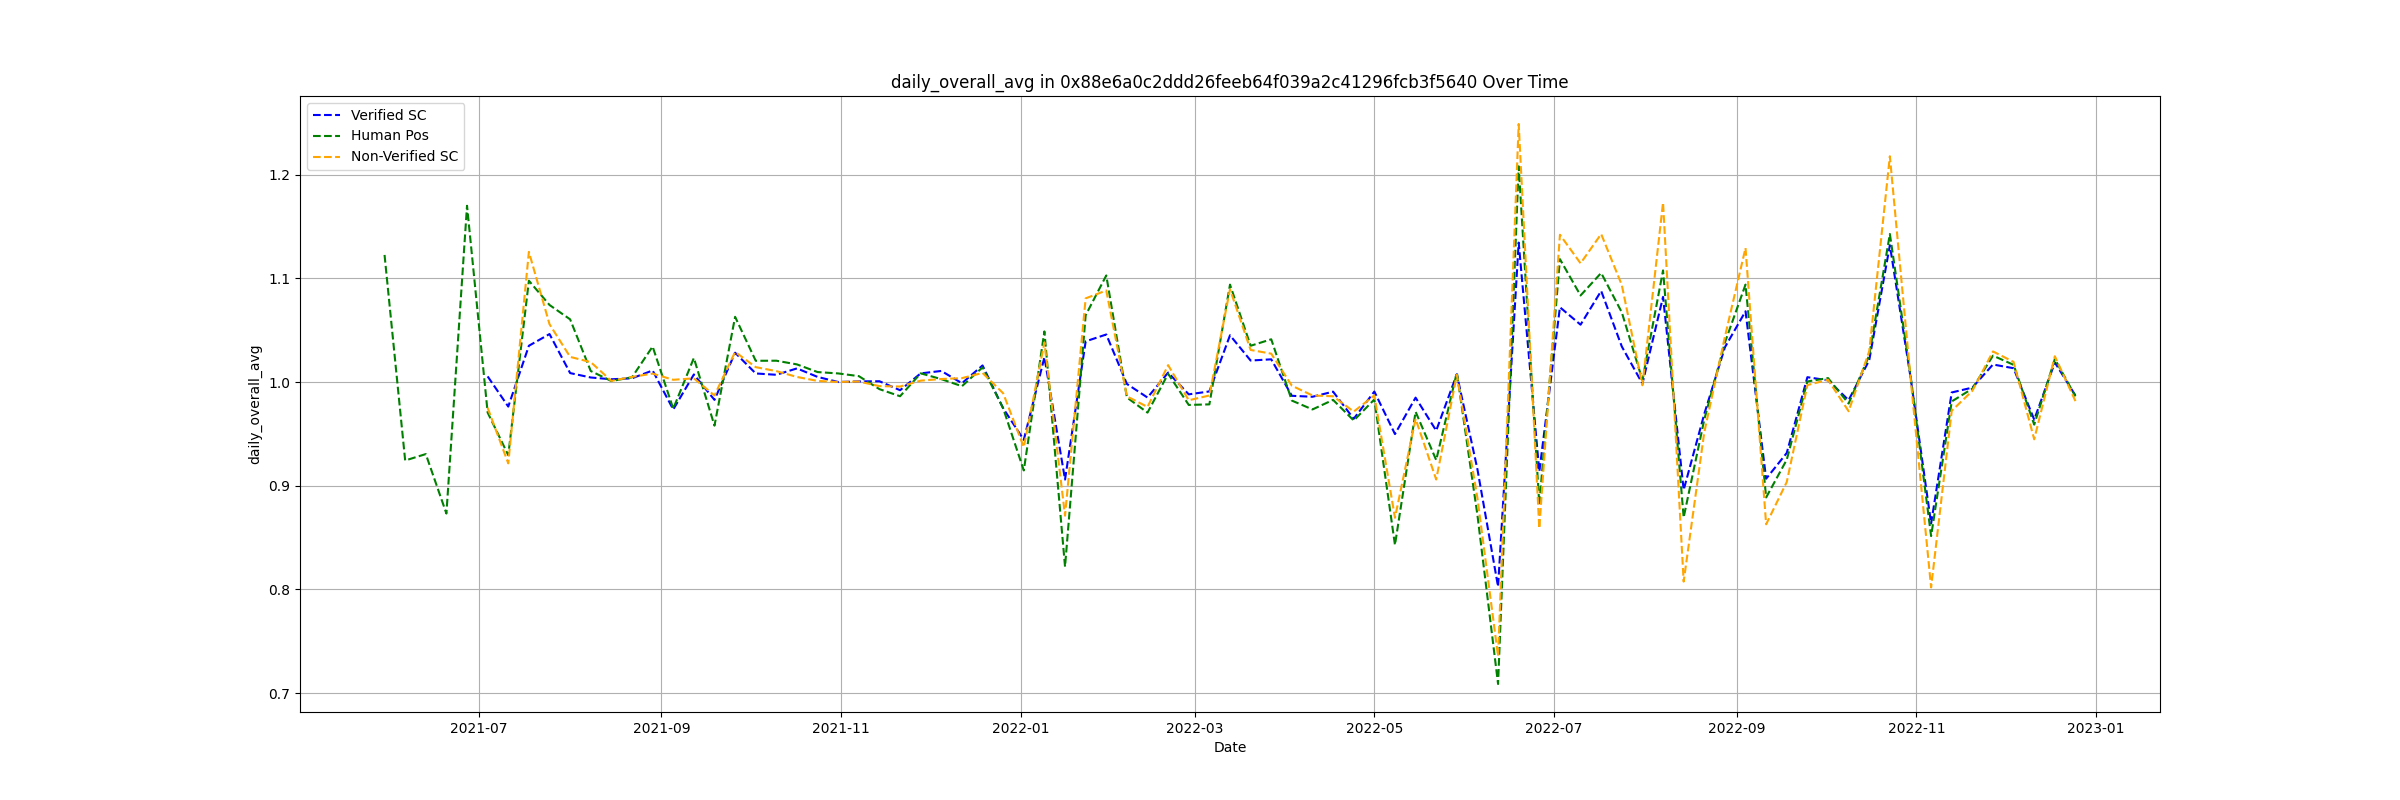 daily_overall_avg in 0x88e6a0c2ddd26feeb64f039a2c41296fcb3f5640 Over Time
Verified SC
Human Pos
Non-Verified SC
daily_overall_avg
1.2
1.1
1.0
0.9
0.8
0.7
2021-07 2021-09 2021-11 2022-01 2022-03 2022-05 2022-07 2022-09 2022-11 2023-01
Date